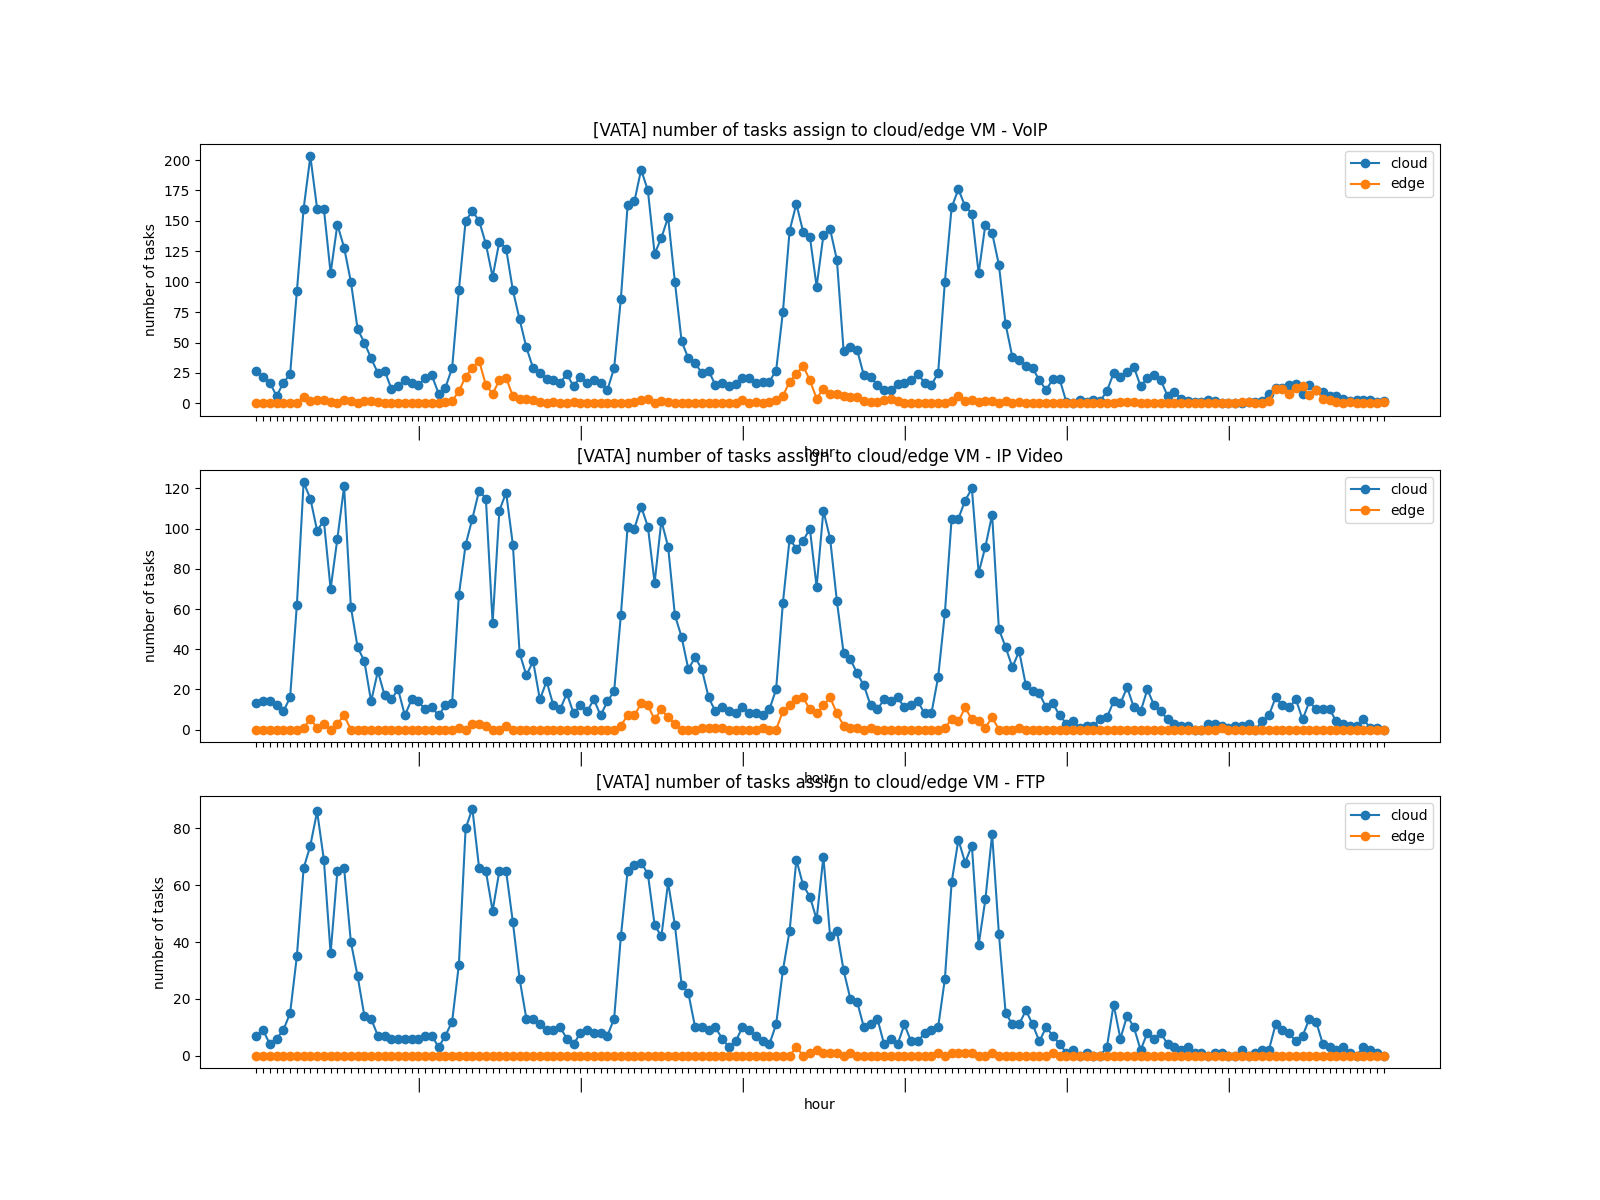 [VATA] number of tasks assign to cloud/edge VM - VoIP
200
175
150
125
100
75
50
25
0
number of tasks
cloud
edge
hour
[VATA] number of tasks assign to cloud/edge VM - IP Video
120
100
80
60
40
20
0
number of tasks
cloud
edge
hour
[VATA] number of tasks assign to cloud/edge VM - FTP
80
60
40
20
0
number of tasks
cloud
edge
hour